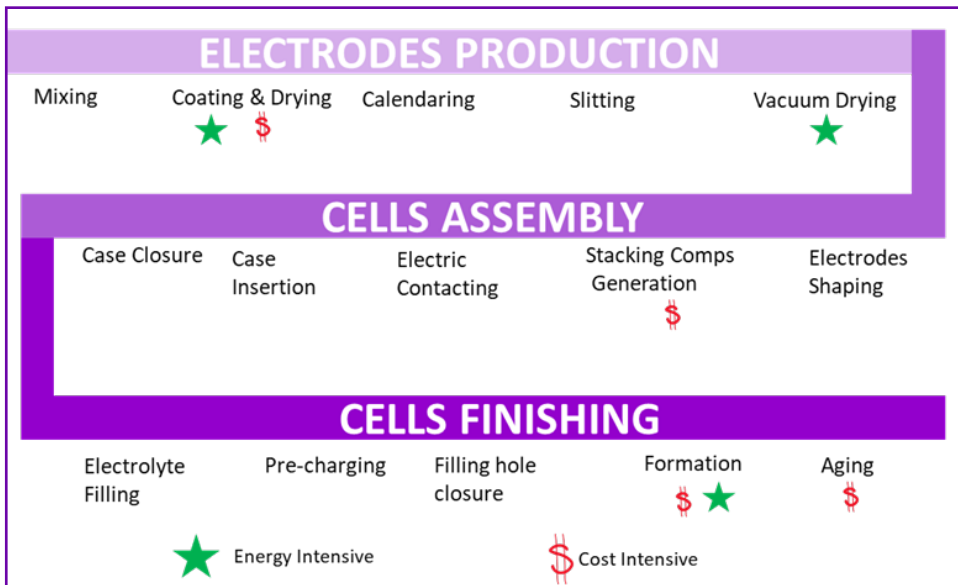 ELECTRODES PRODUCTION
Mixing
Coating & Drying
Calendaring
Slitting
Vacuum Drying
$
CELLS ASSEMBLY
Case Closure
Case
Insertion
Electric
Contacting
Stacking Comps
Generation
$
Electrodes
Shaping
CELLS FINISHING
Electrolyte
Filling
Pre-charging
Filling hole
closure
Formation
$
Aging
$
Energy Intensive
$ Cost Intensive